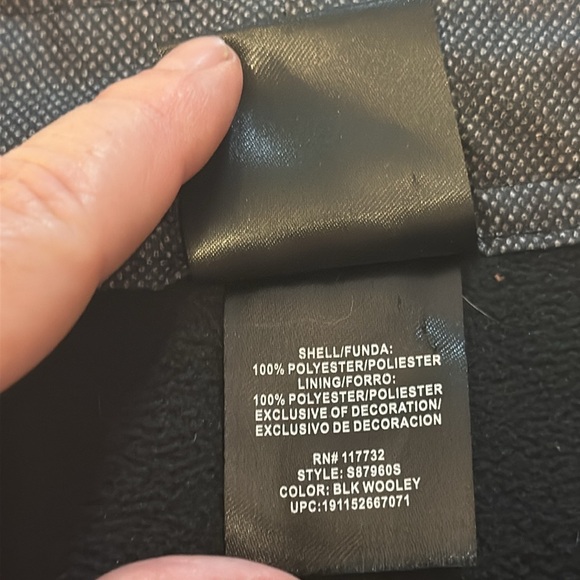 SHELL/FUNDA:
100% POLYESTER/POLIESTER
LINING/FORRO:
100% POLYESTER/POLIESTER
EXCLUSIVE OF DECORATION/
EXCLUSIVO DE DECORACION
RN# 117732
STYLE: S87960S
COLOR: BLK WOOLEY
UPC:191152667071